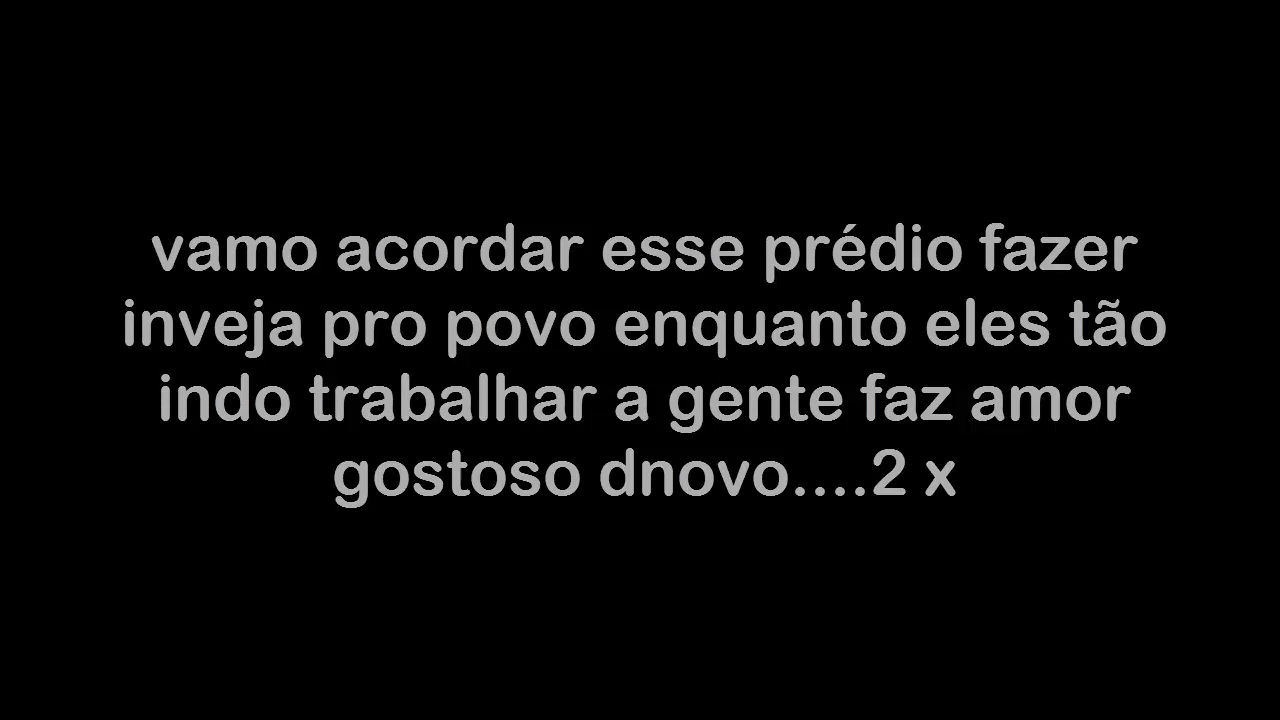 vamo acordar esse prédio fazer
inveja pro povo enquanto eles tão
indo trabalhar a gente faz amor
gostoso dnovo....2 x